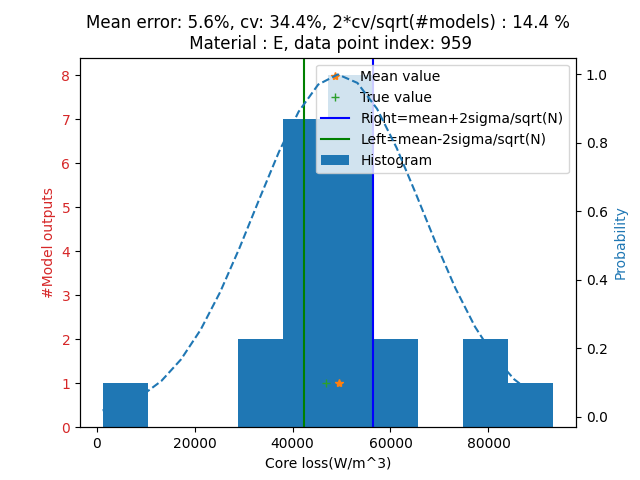 Mean error: 5.6%, cv: 34.4%, 2*cv/sqrt(#models) : 14.4 %
Material : E, data point index: 959
#Model outputs
8
7
6
5
4
3
2
1
0
Mean value
True value
Right=mean+2sigma/sqrt(N)
Left=mean-2sigma/sqrt(N)
Histogram
1.0
0.8
0.6
0.4
0.2
0.0
Probability
0 20000 40000 60000 80000
Core loss(W/m^3)